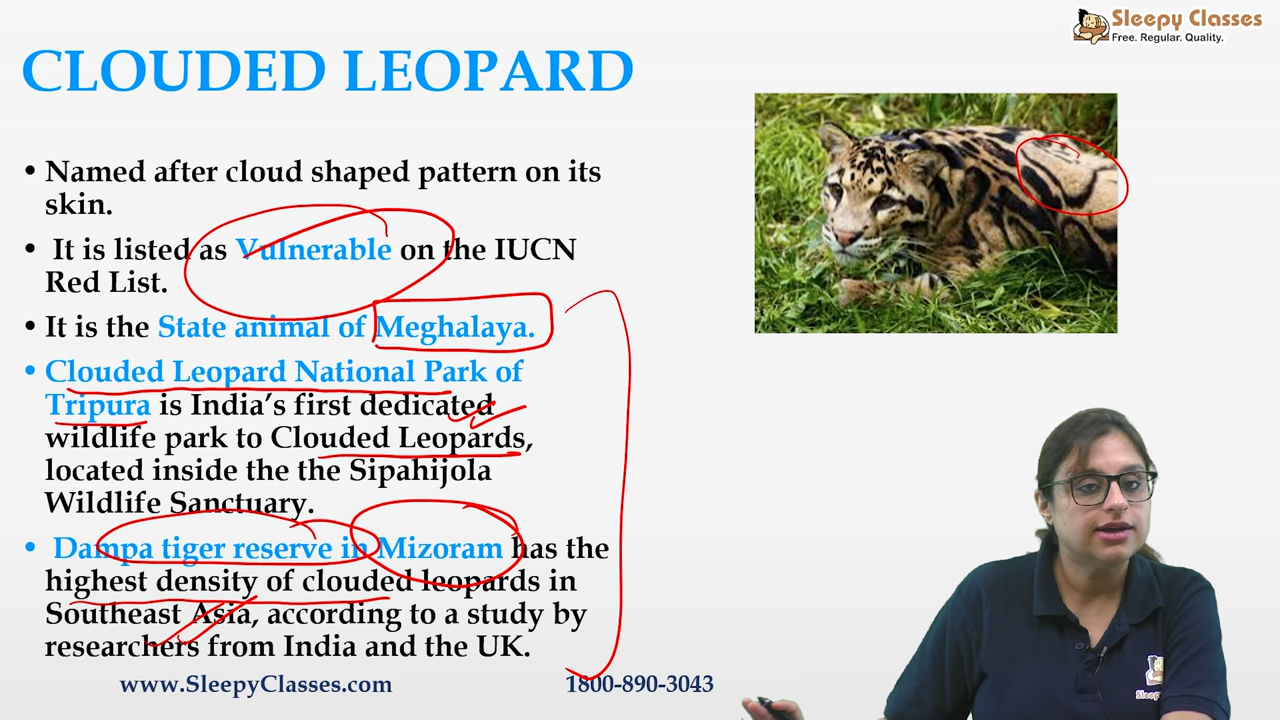 Sleepy Classes
Free. Regular. Quality.
CLOUDED LEOPARD
• Named after cloud shaped pattern on its
skin.
• It is listed as Vulnerable on the IUCN
Red List.
• It is the State animal of Meghalaya.
• Clouded Leopard National Park of
Tripura is India’s first dedicated
wildlife park to Clouded Leopards,
located inside the the Sipahijola
Wildlife Sanctuary.
• Dampa tiger reserve in Mizoram has the
highest density of clouded leopards in
Southeast Asia, according to a study by
researchers from India and the UK.
www.SleepyClasses.com
1800-890-3043